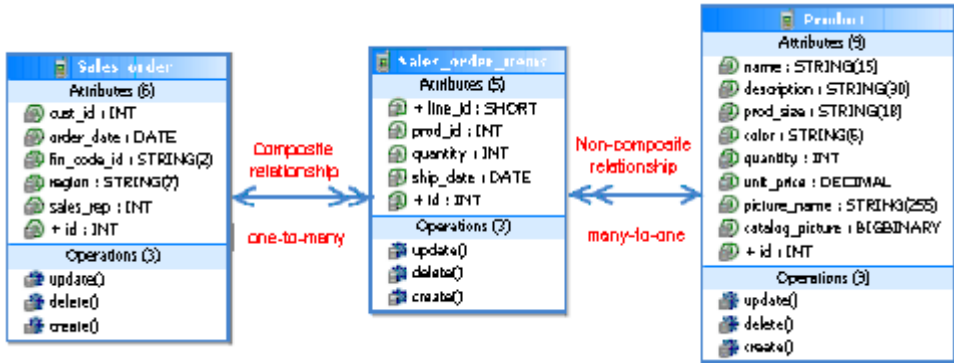 Sales_order
Attributes (6)
cust_id : INT
order_date : DATE
fin_code_id : STRING(2)
region : STRING(7)
sales_rep : INT
+ id : INT
Operations (3)
update()
delete()
create()
Composite
relationship
one-to-many
Sales_order_items
Attributes (5)
+ line_id : SHORT
prod_id : INT
quantity : INT
ship_date : DATE
+ id : INT
Operations (3)
update()
delete()
create()
Non-composite
relationship
many-to-one
Product
Attributes (9)
name : STRING(15)
description : STRING(30)
prod_size : STRING(18)
color : STRING(6)
quantity : INT
unit_price : DECIMAL
picture_name : STRING(255)
catalog_picture : BIGBINARY
+ id : INT
Operations (3)
update()
delete()
create()